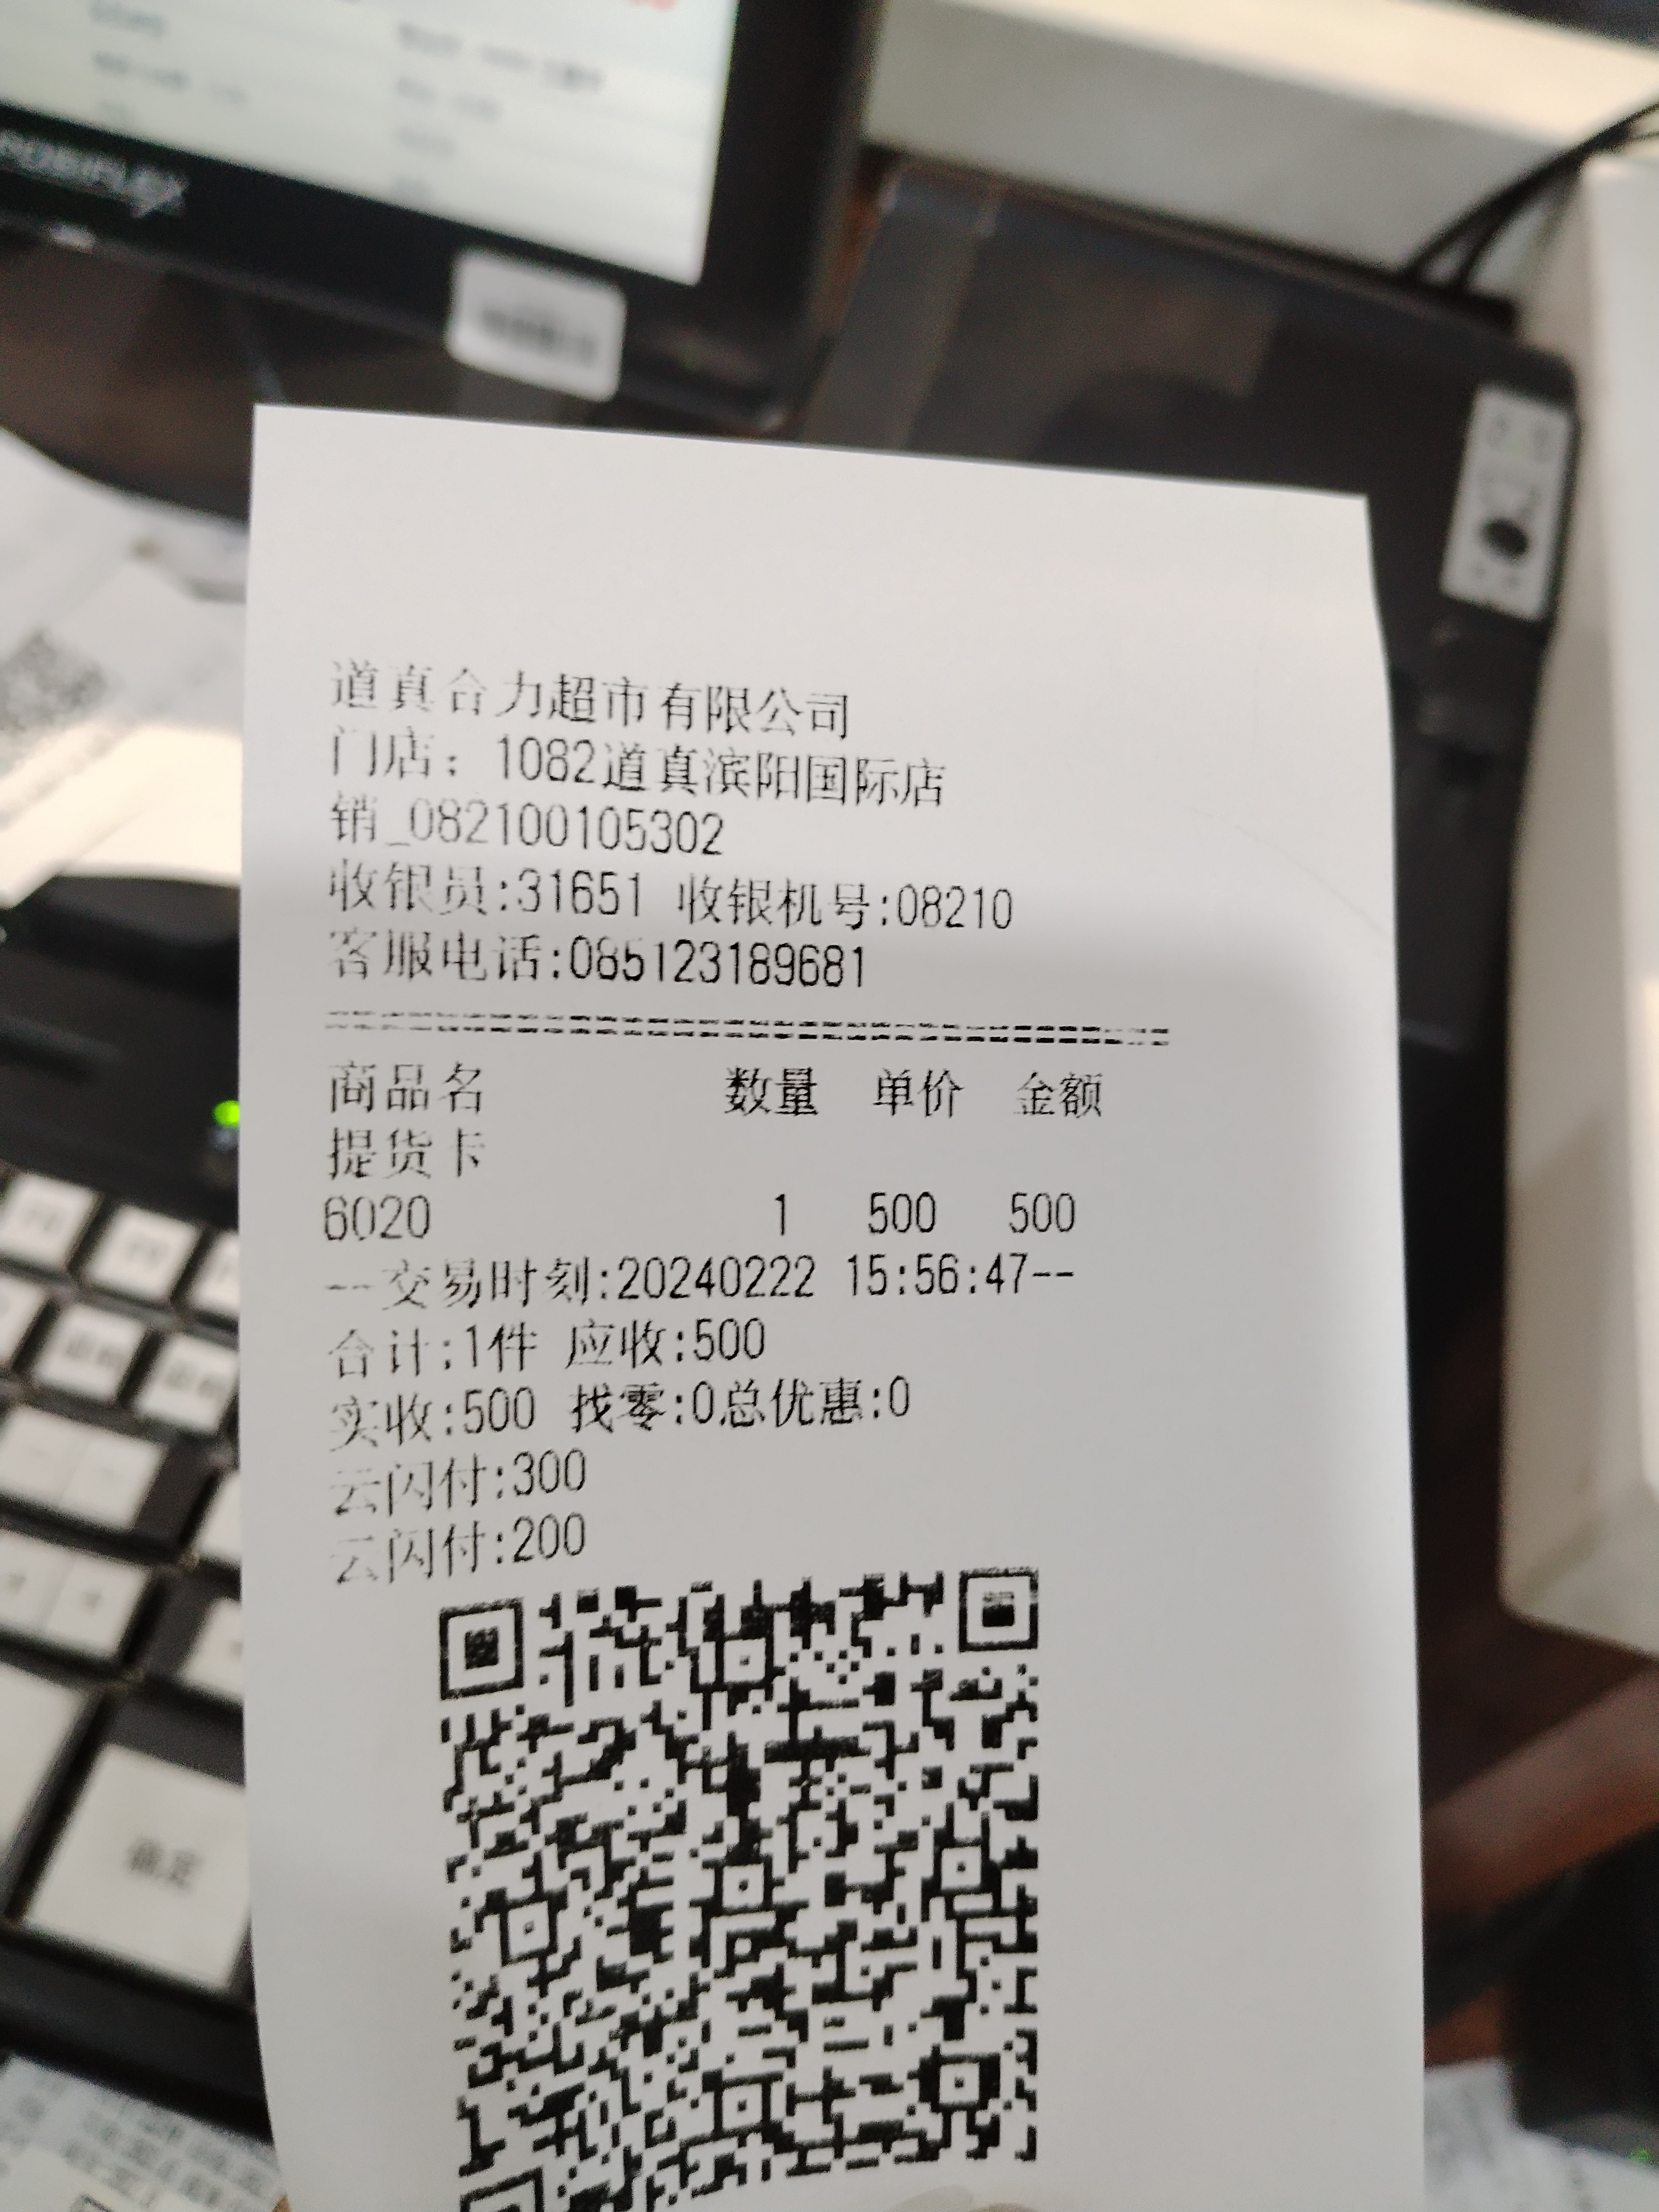 POSIFLEX
道真合力超市有限公司
门店：1082道真滨阳国际店
销_082100105302
收银员:31651 收银机号:08210
客服电话:085123189681
商品名 数量 单价 金额
提货卡
6020 1 500 500
--交易时刻:20240222 15:56:47--
合计:1件 应收:500
实收:500 找零:0总优惠:0
云闪付:300
云闪付:200
确定